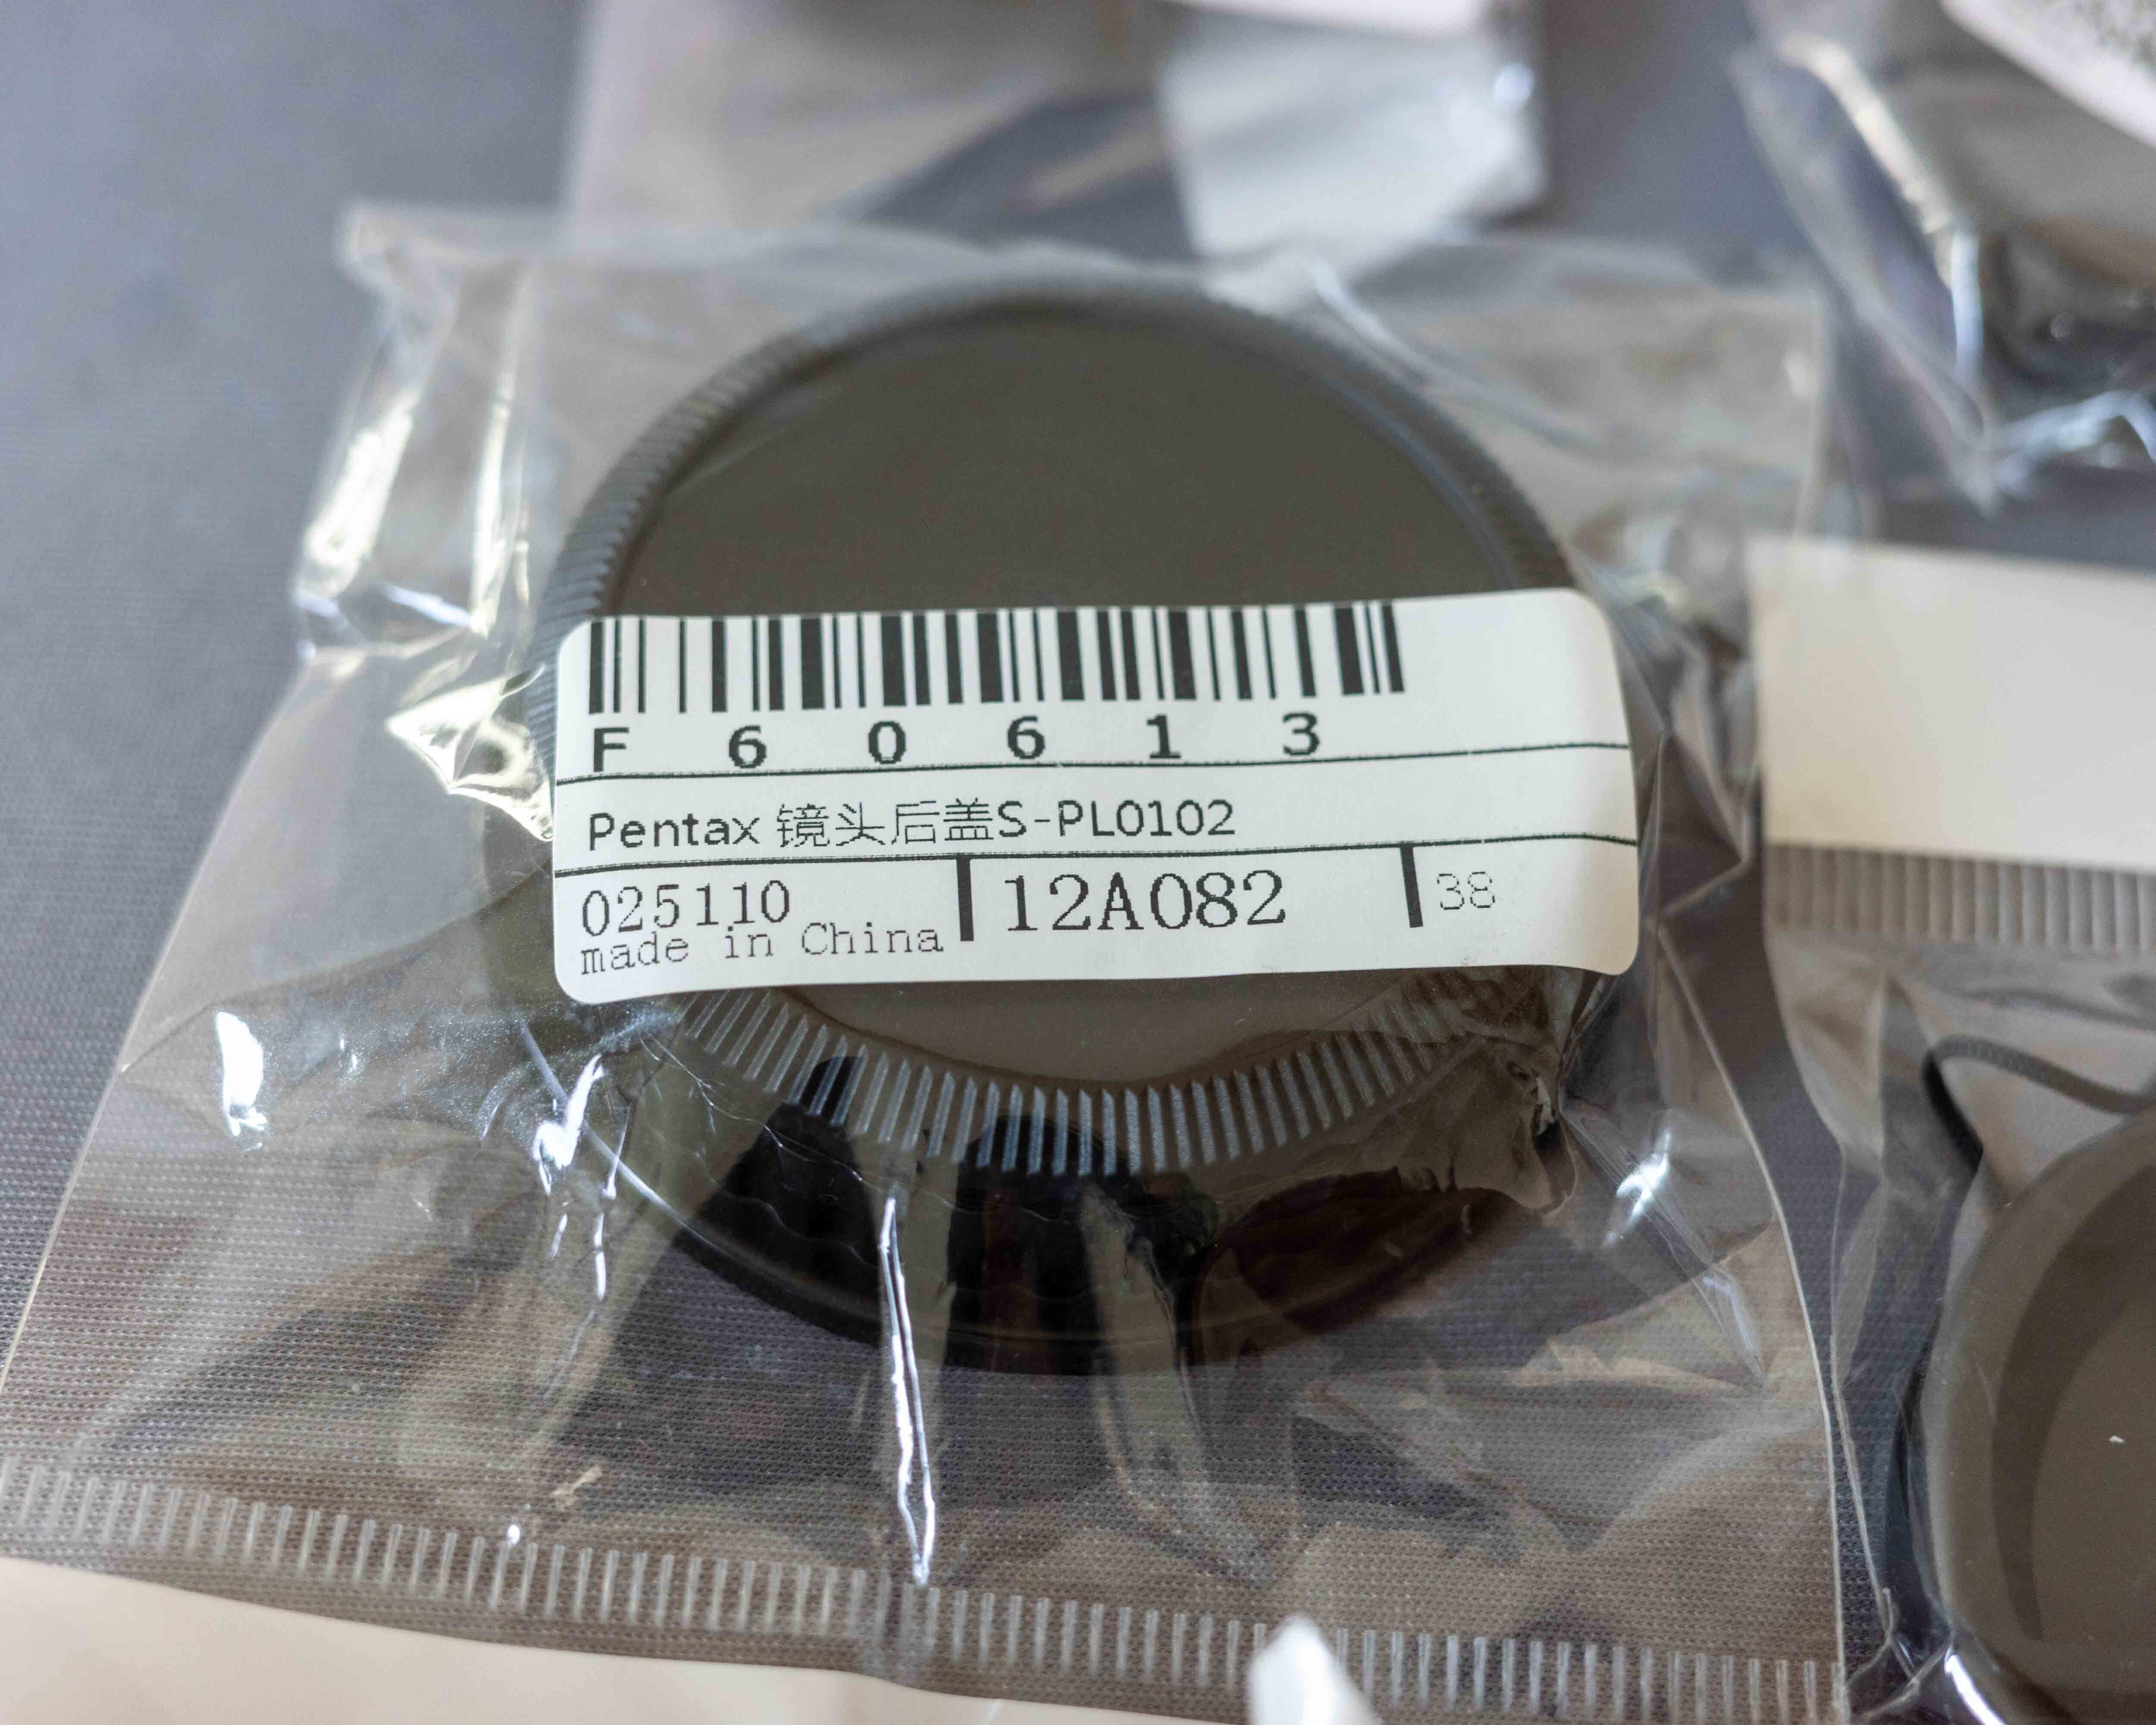 F 6 0 6 1 3
Pentax 镜头后盖S-PL0102
025110 12A082 38
made in China